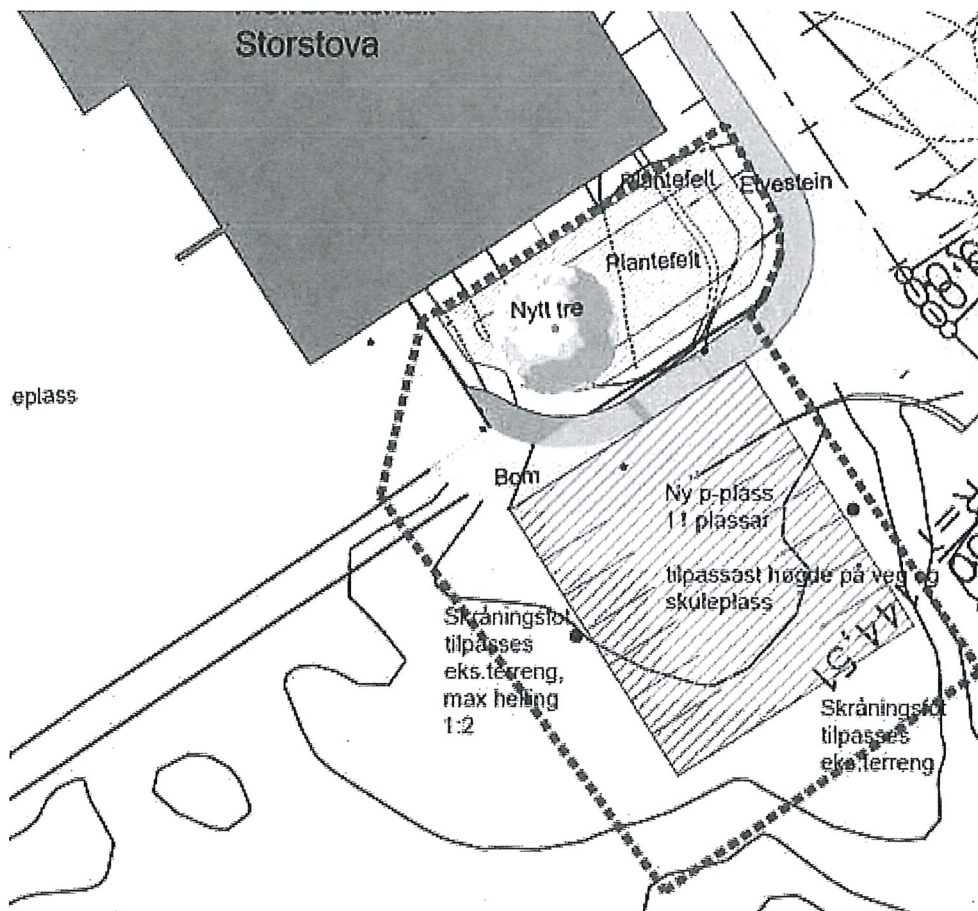 Storstova
Plantefelt
Elvestein
Plantefelt
Nytt tre
eplass
Bom
Ny p-plass
11 plassar
tilpassast høgde på veg og
skuleplass
Skråningsfot
tilpasses
eks.terreng,
max helling
1:2
Skråningsfot
tilpasses
eks.terreng